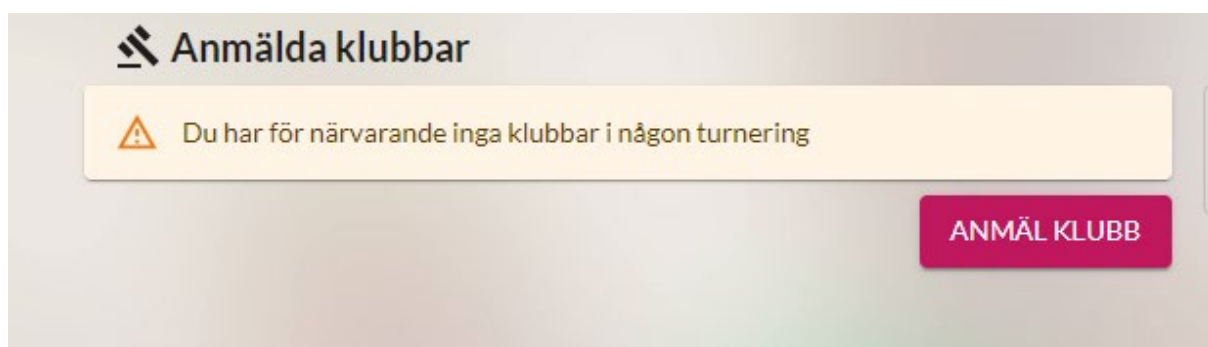 Anmälda klubbar
Du har för närvarande inga klubbar i någon turnering
ANMÄL KLUBB